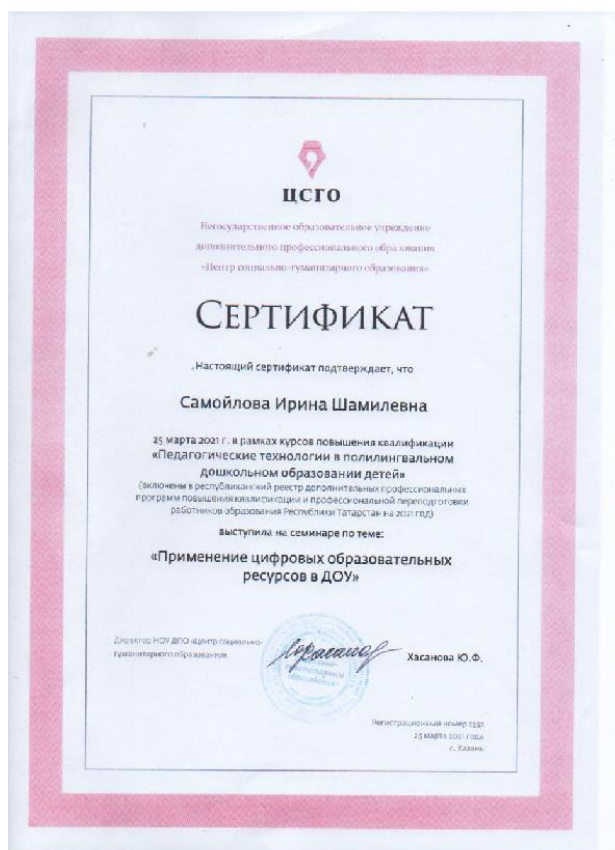 ЦСГО
Негосударственное образовательное учреждение
дополнительного профессионального образования
«Центр социально-гуманитарного образования»
СЕРТИФИКАТ
Настоящий сертификат подтверждает, что
Самойлова Ирина Шамилевна
25 марта 2021 г. в рамках курсов повышения квалификации
«Педагогические технологии в полилингвальном
дошкольном образовании детей»
(включены в республиканский реестр дополнительных профессиональных
программ повышения квалификации и профессиональной переподготовки
работников образования Республики Татарстан на 2021 год)
выступила на семинаре по теме:
«Применение цифровых образовательных
ресурсов в ДОУ»
Директор НОУ ДПО «Центр социально-
гуманитарного образования»
Хасанова Ю.Ф.
Регистрационный номер
25 марта 2021 года
г. Казань